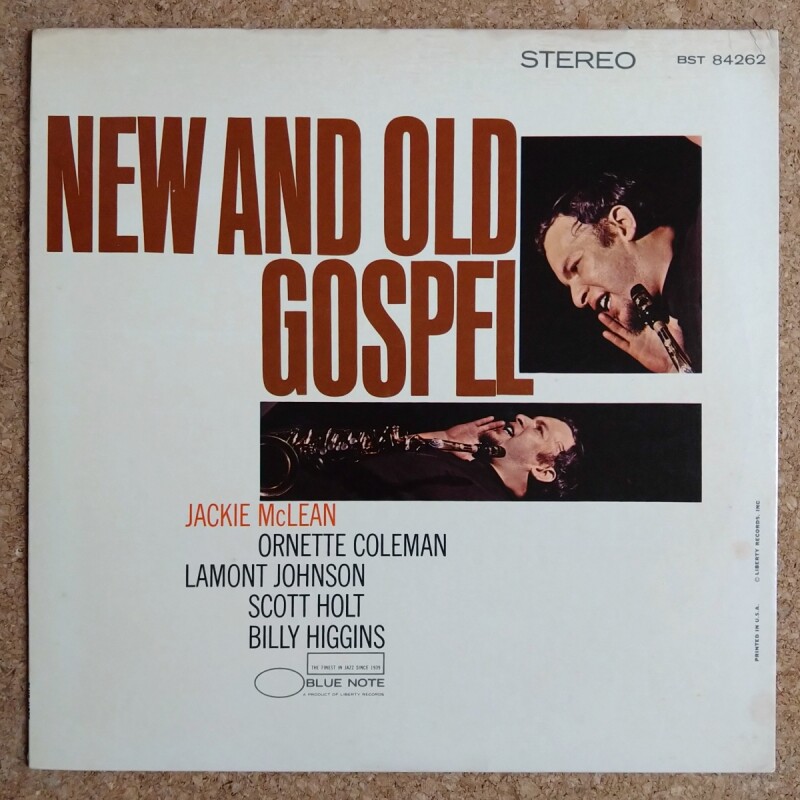 STEREO BST 84262
NEW AND OLD
GOSPEL
JACKIE McLEAN
ORNETTE COLEMAN
LAMONT JOHNSON
SCOTT HOLT
BILLY HIGGINS
THE FINEST IN JAZZ SINCE 1939
BLUE NOTE
A PRODUCT OF LIBERTY RECORDS
PRINTED IN U.S.A. © LIBERTY RECORDS, INC